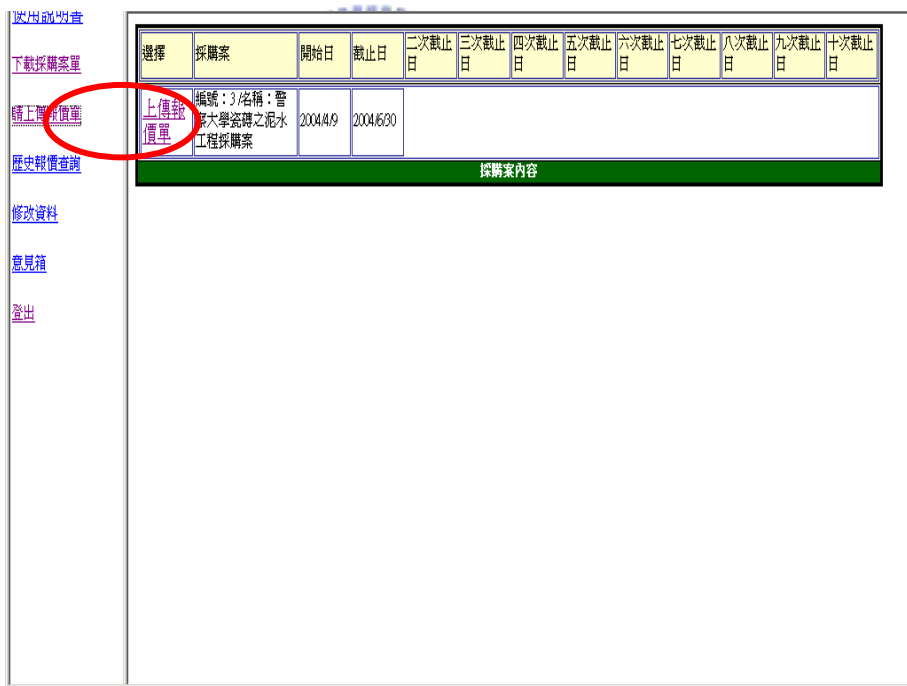 使用說明書
下載採購案單
請上傳報價單
歷史報價查詢
修改資料
意見箱
登出
選擇
採購案
開始日
截止日
二次截止
日
三次截止
日
四次截止
日
五次截止
日
六次截止
日
七次截止
日
八次截止
日
九次截止
日
十次截止
日
上傳報
價單
編號：3 /名稱：警
察大學瓷磚之泥水
工程採購案
2004/4/9
2004/6/30
採購案內容